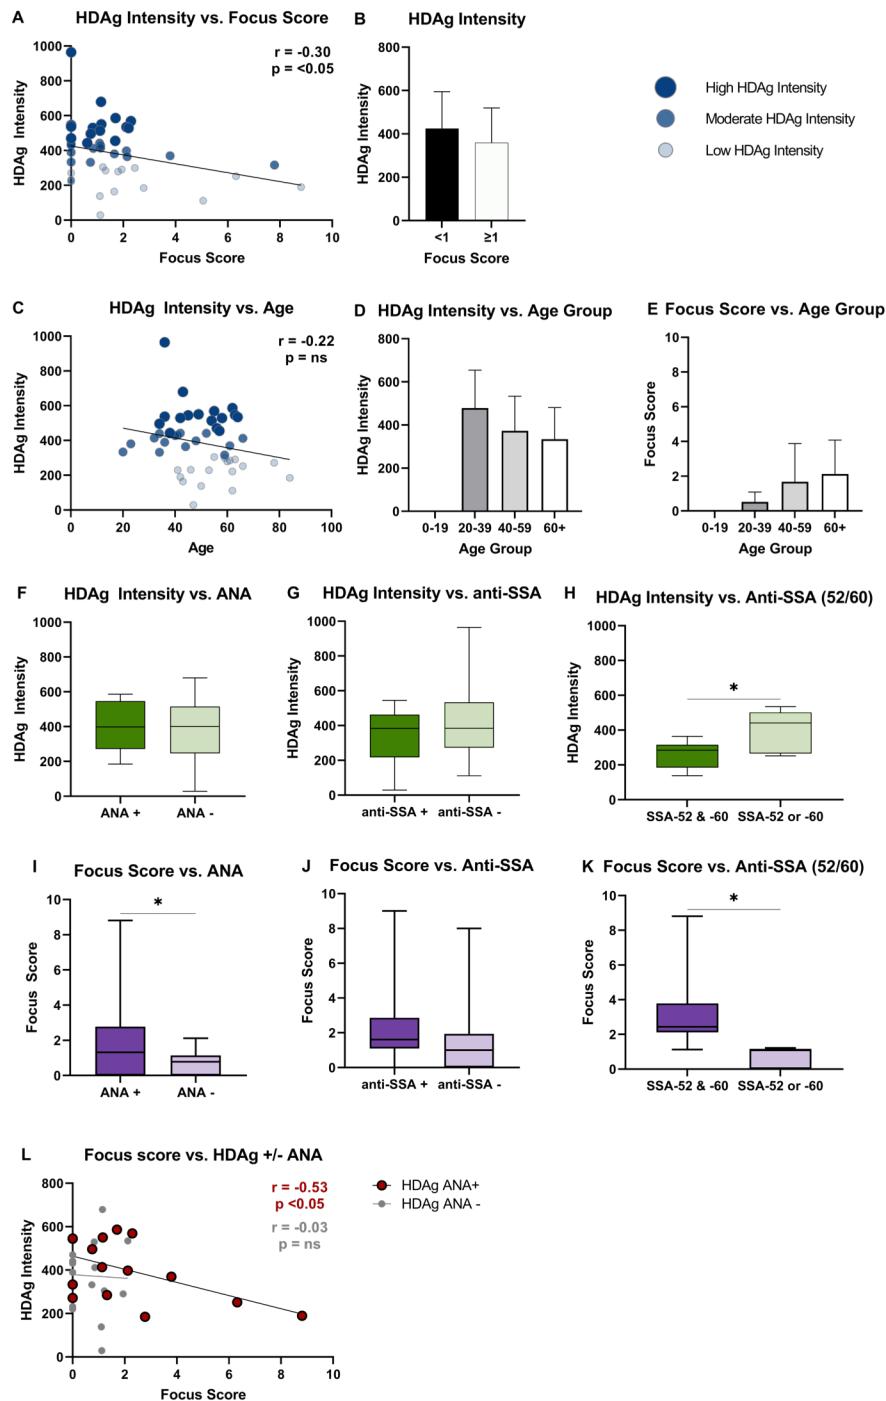 A
HDAg Intensity vs. Focus Score
r = -0.30
p = <0.05
1000
800
600
400
200
0
HDAg Intensity
0 2 4 6 8 10
Focus Score
B
HDAg Intensity
800
600
400
200
0
HDAg Intensity
<1 ≥1
Focus Score
High HDAg Intensity
Moderate HDAg Intensity
Low HDAg Intensity
C
HDAg Intensity vs. Age
r = -0.22
p = ns
1000
800
600
400
200
0
HDAg Intensity
0 20 40 60 80 100
Age
D
HDAg Intensity vs. Age Group
800
600
400
200
0
HDAg Intensity
0-19 20-39 40-59 60+
Age Group
E
Focus Score vs. Age Group
10
8
6
4
2
0
Focus Score
0-19 20-39 40-59 60+
Age Group
F
HDAg Intensity vs. ANA
1000
800
600
400
200
0
HDAg Intensity
ANA + ANA -
G
HDAg Intensity vs. anti-SSA
1000
800
600
400
200
0
HDAg Intensity
anti-SSA + anti-SSA -
H
HDAg Intensity vs. Anti-SSA (52/60)
*
1000
800
600
400
200
0
HDAg Intensity
SSA-52 & -60 SSA-52 or -60
I
Focus Score vs. ANA
*
10
8
6
4
2
0
Focus Score
ANA + ANA -
J
Focus Score vs. Anti-SSA
10
8
6
4
2
0
Focus Score
anti-SSA + anti-SSA -
K
Focus Score vs. Anti-SSA (52/60)
*
10
8
6
4
2
0
Focus Score
SSA-52 & -60 SSA-52 or -60
L
Focus score vs. HDAg +/- ANA
r = -0.53
p <0.05
r = -0.03
p = ns
HDAg ANA+
HDAg ANA -
800
600
400
200
0
HDAg Intensity
0 2 4 6 8 10
Focus Score